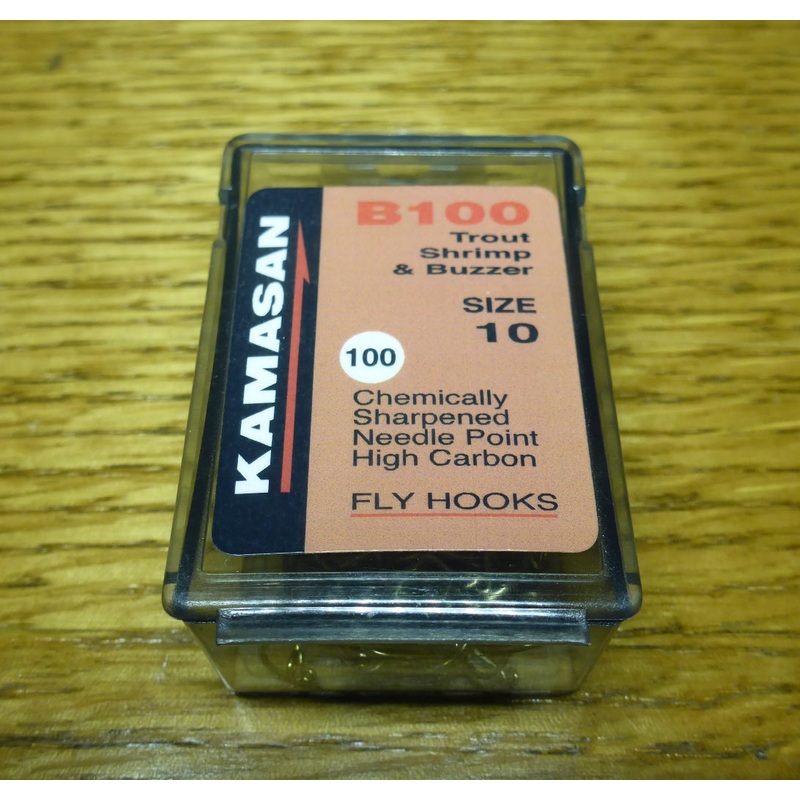 KAMASAN
B100
Trout
Shrimp
& Buzzer
SIZE
10
100
Chemically
Sharpened
Needle Point
High Carbon
FLY HOOKS